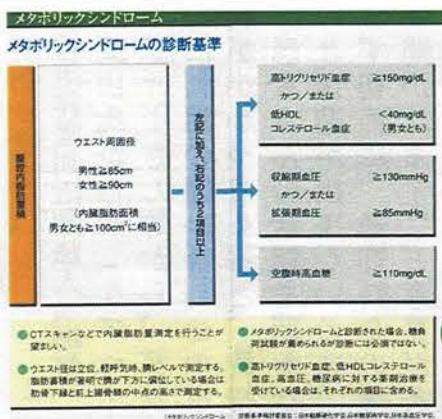 メタボリックシンドローム
メタボリックシンドロームの診断基準
腹腔内脂肪蓄積
ウエスト周囲径
男性≧85cm
女性≧90cm
(内臓脂肪面積
男女とも≧100cm²に相当)
左記に加え、右記のうち2項目以上
高トリグリセリド血症 ≧150mg/dL
かつ/または
低HDL <40mg/dL
コレステロール血症 (男女とも)
収縮期血圧 ≧130mmHg
かつ/または
拡張期血圧 ≧85mmHg
空腹時高血糖 ≧110mg/dL
● CTスキャンなどで内臓脂肪量測定を行うことが
望ましい。
● ウエスト径は立位、軽呼気時、臍レベルで測定する。
脂肪蓄積が著明で臍が下方に偏位している場合は
肋骨下縁と前上腸骨棘の中点の高さで測定する。
● メタボリックシンドロームと診断された場合、糖負
荷試験が薦められるが診断には必須ではない。
● 高トリグリセリド血症、低HDLコレステロール
血症、高血圧、糖尿病に対する薬剤治療を
受けている場合は、それぞれの項目に含める。